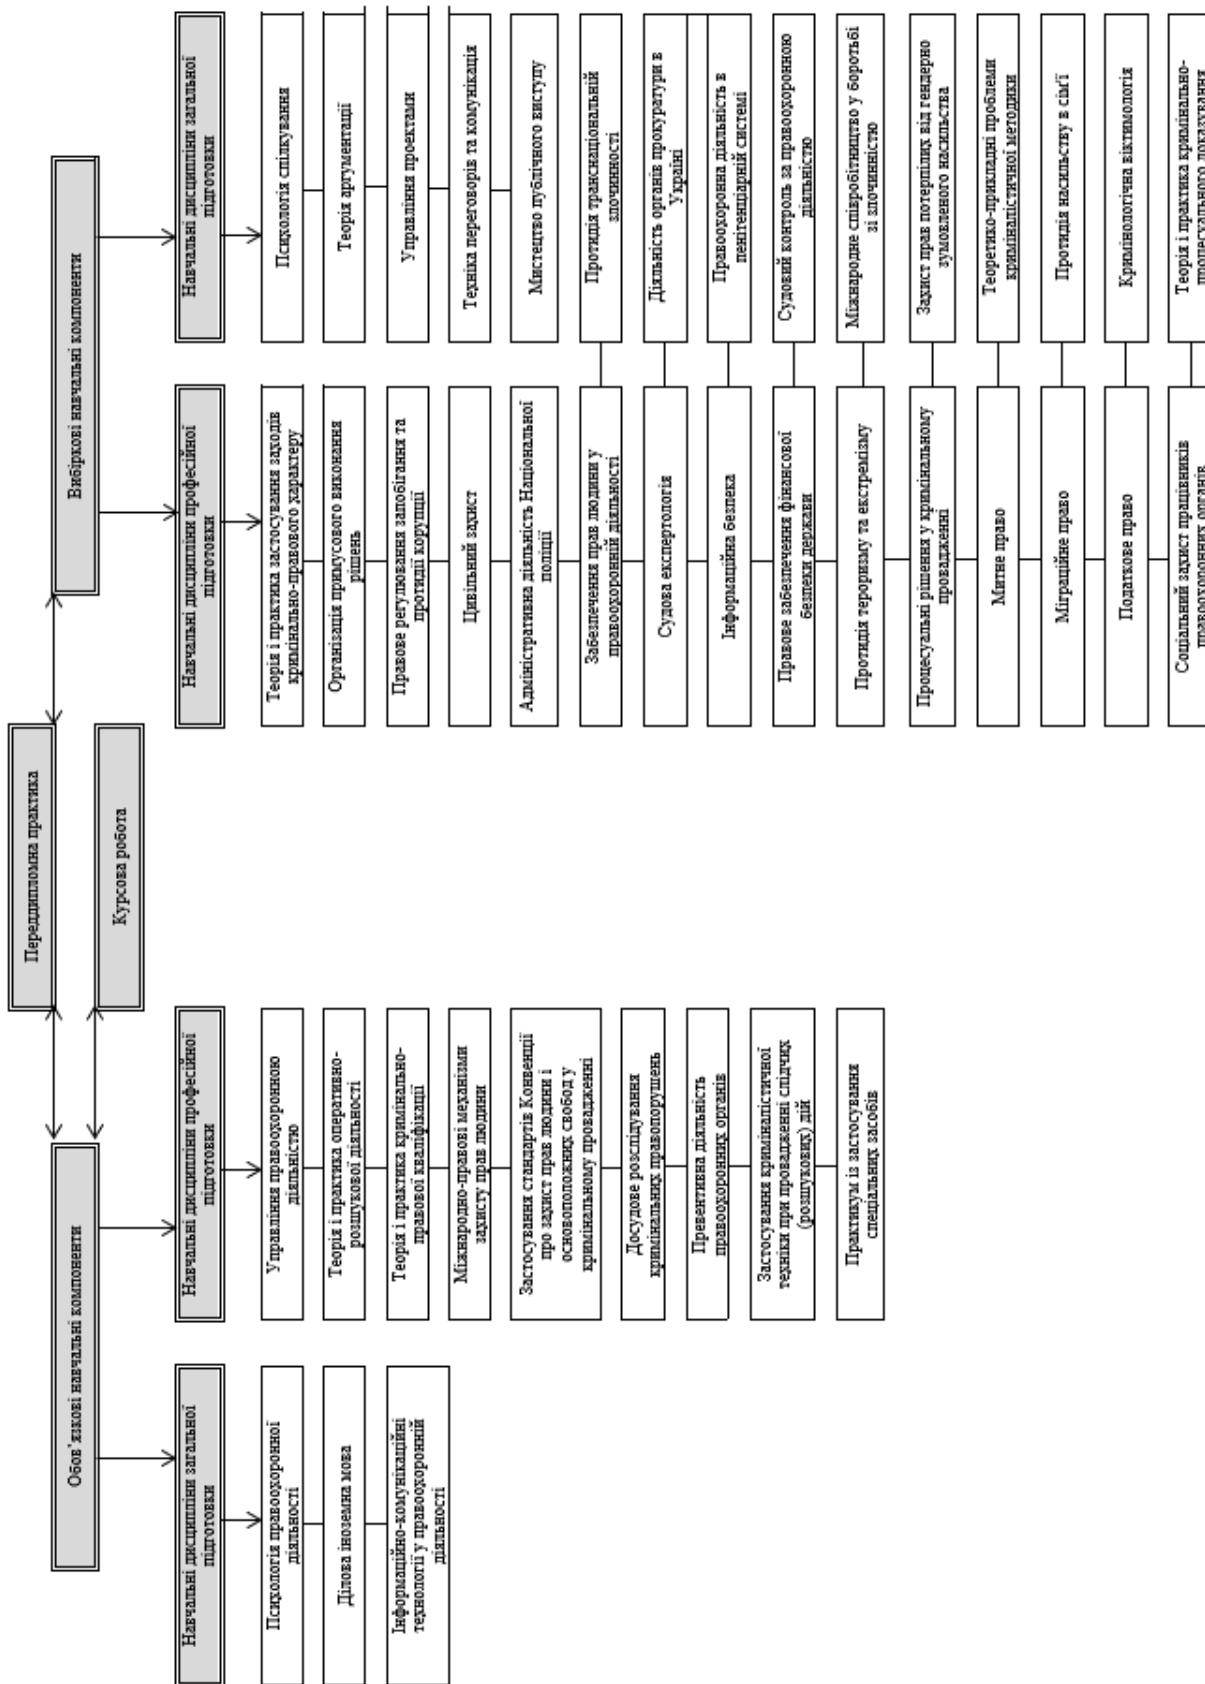 Переддипломна практика
Курсова робота
Обов'язкові навчальні компоненти
Вибіркові навчальні компоненти
Навчальні дисципліни загальної
підготовки
Психологія правоохоронної
діяльності
Ділова іноземна мова
Інформаційно-комунікаційні
технології у правоохоронній
діяльності
Навчальні дисципліни професійної
підготовки
Управління правоохоронною
діяльністю
Теорія і практика оперативно-
розшукової діяльності
Теорія і практика кримінально-
правової кваліфікації
Міжнародно-правові механізми
захисту прав людини
Застосування стандартів Конвенції
про захист прав людини і
основоположних свобод у
кримінальному провадженні
Досудове розслідування
кримінальних правопорушень
Превентивна діяльність
правоохоронних органів
Застосування криміналістичної
техніки при провадженні слідчих
(розшукових) дій
Практикум із застосування
спеціальних засобів
Навчальні дисципліни професійної
підготовки
Теорія і практика застосування заходів
кримінально-правового характеру
Організація примусового виконання
рішень
Правове регулювання запобігання та
протидії корупції
Цивільний захист
Адміністративна діяльність Національної
поліції
Забезпечення прав людини у
правоохоронній діяльності
Судова експертологія
Інформаційна безпека
Правове забезпечення фінансової
безпеки держави
Протидія тероризму та екстремізму
Процесуальні рішення у кримінальному
провадженні
Митне право
Міграційне право
Податкове право
Соціальний захист працівників
правоохоронних органів
Навчальні дисципліни загальної
підготовки
Психологія спілкування
Теорія аргументації
Управління проектами
Техніка переговорів та комунікація
Мистецтво публічного виступу
Протидія транснаціональній
злочинності
Діяльність органів прокуратури в
Україні
Правоохоронна діяльність в
пенітенціарній системі
Судовий контроль за правоохоронною
діяльністю
Міжнародне співробітництво у боротьбі
зі злочинністю
Захист прав потерпілих від гендерно
зумовленого насильства
Теоретико-прикладні проблеми
криміналістичної методики
Протидія насильству в сім'ї
Кримінологічна віктимологія
Теорія і практика кримінально-
процесуального доказування